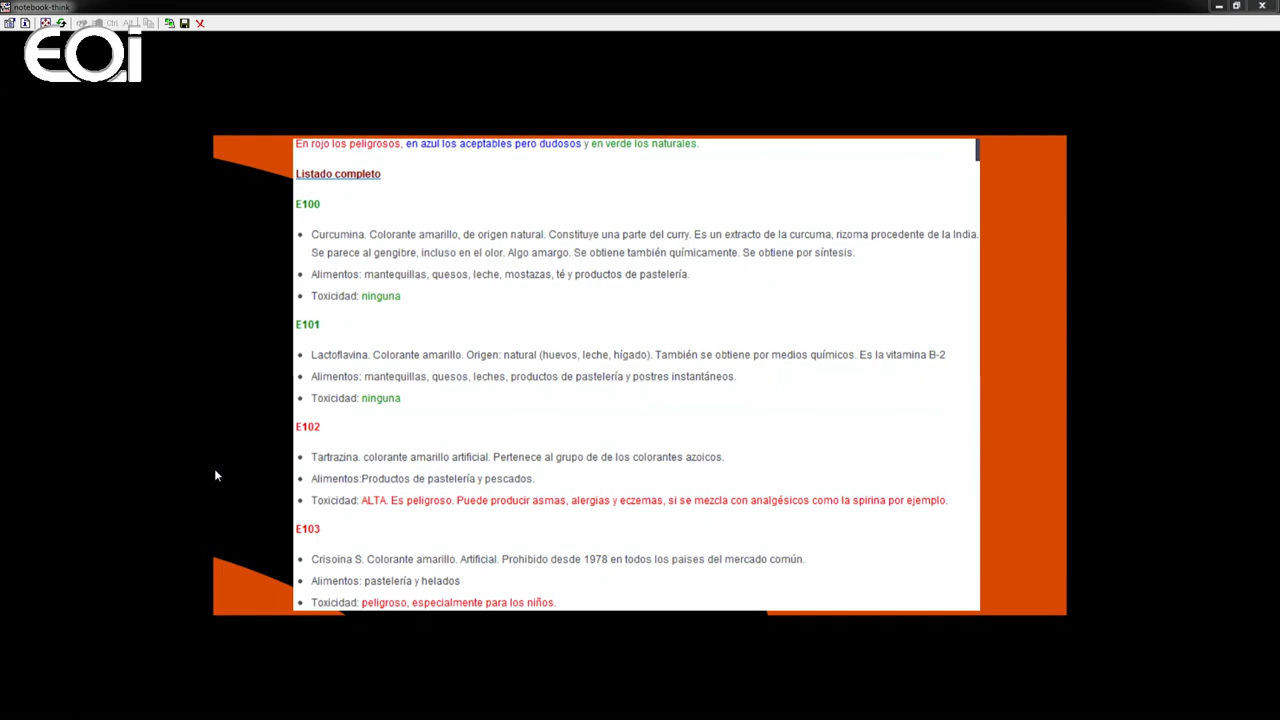 notebook-think
Ctrl Alt
EOi
En rojo los peligrosos, en azul los aceptables pero dudosos y en verde los naturales.
Listado completo
E100
Curcumina. Colorante amarillo, de origen natural. Constituye una parte del curry. Es un extracto de la curcuma, rizoma procedente de la India.
Se parece al gengibre, incluso en el olor. Algo amargo. Se obtiene también químicamente. Se obtiene por síntesis.
Alimentos: mantequillas, quesos, leche, mostazas, té y productos de pastelería.
Toxicidad: ninguna
E101
Lactoflavina. Colorante amarillo. Origen: natural (huevos, leche, hígado). También se obtiene por medios químicos. Es la vitamina B-2
Alimentos: mantequillas, quesos, leches, productos de pastelería y postres instantáneos.
Toxicidad: ninguna
E102
Tartrazina. colorante amarillo artificial. Pertenece al grupo de de los colorantes azoicos.
Alimentos:Productos de pastelería y pescados.
Toxicidad: ALTA. Es peligroso. Puede producir asmas, alergias y eczemas, si se mezcla con analgésicos como la spirina por ejemplo.
E103
Crisoina S. Colorante amarillo. Artificial. Prohibido desde 1978 en todos los paises del mercado común.
Alimentos: pastelería y helados
Toxicidad: peligroso, especialmente para los niños.